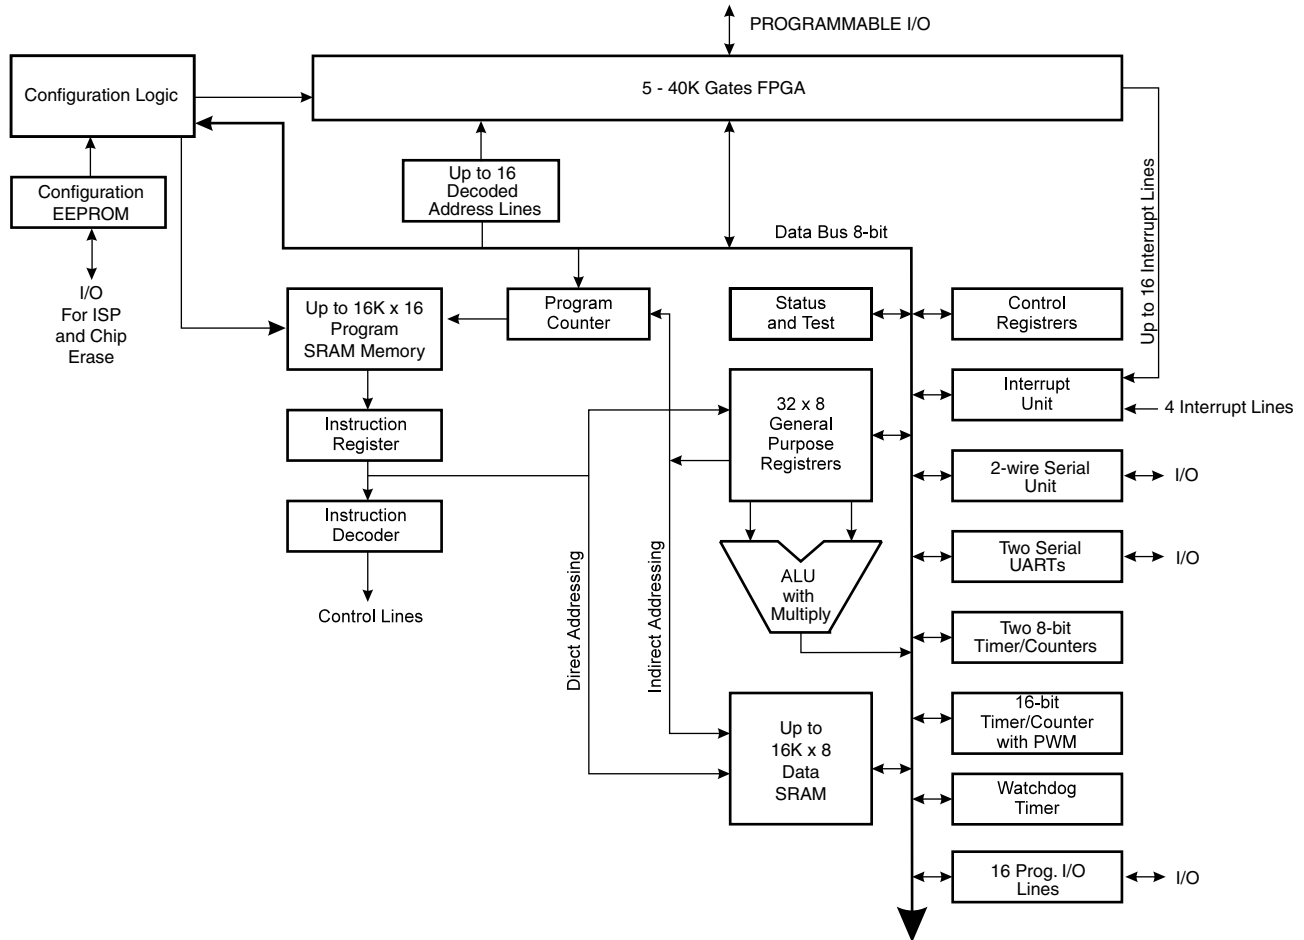 PROGRAMMABLE I/O
Configuration Logic
5 - 40K Gates FPGA
Configuration
EEPROM
Up to 16
Decoded
Address Lines
Up to 16 Interrupt Lines
Data Bus 8-bit
I/O
For ISP
and Chip
Erase
Up to 16K x 16
Program
SRAM Memory
Program
Counter
Status
and Test
Control
Registrers
32 x 8
General
Purpose
Registrers
Interrupt
Unit
4 Interrupt Lines
Instruction
Register
2-wire Serial
Unit
I/O
Instruction
Decoder
Control Lines
Direct Addressing
Indirect Addressing
ALU
with
Multiply
Two Serial
UARTs
I/O
Two 8-bit
Timer/Counters
Up to
16K x 8
Data
SRAM
16-bit
Timer/Counter
with PWM
Watchdog
Timer
16 Prog. I/O
Lines
I/O